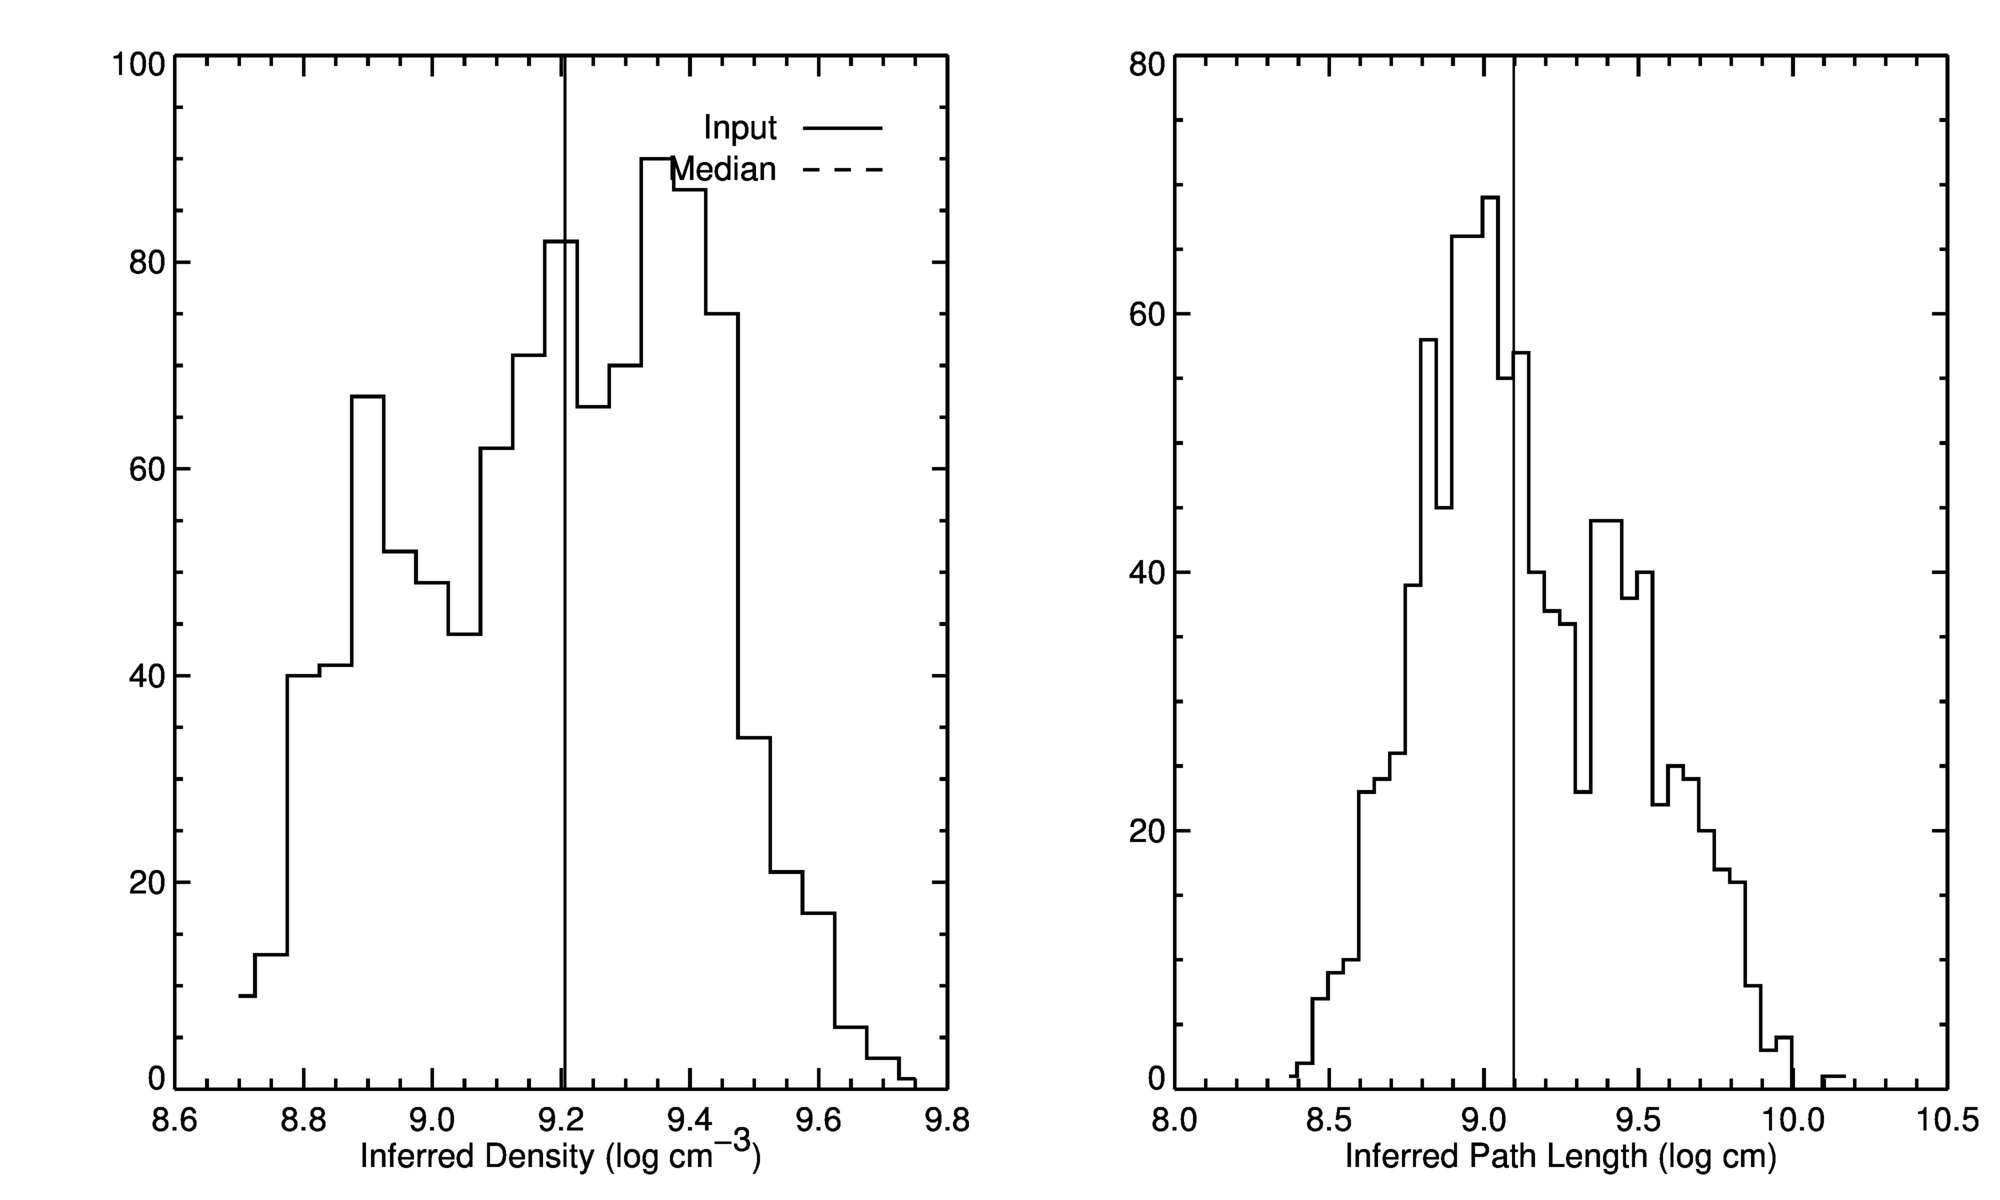 100
80
60
40
20
0
8.6 8.8 9.0 9.2 9.4 9.6 9.8
Inferred Density (log cm−3)
Input
Median
80
60
40
20
0
8.0 8.5 9.0 9.5 10.0 10.5
Inferred Path Length (log cm)